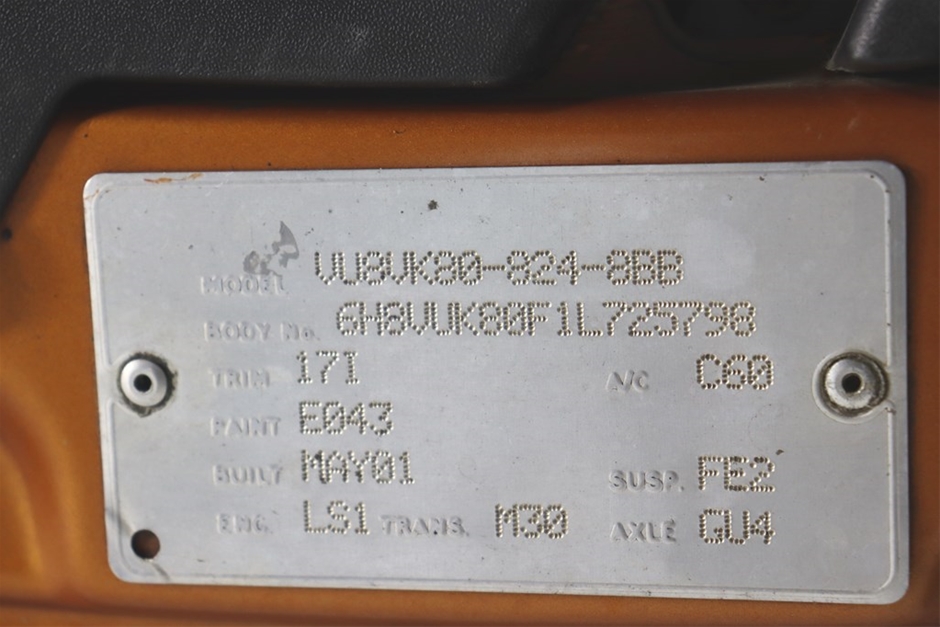 MODEL VU8VK80-824-8BB
BODY No. 6H8VUK80F1L725798
TRIM 17I A/C C60
PAINT E043
BUILT MAY01 SUSP. FE2
ENG. LS1 TRANS. M30 AXLE GU4